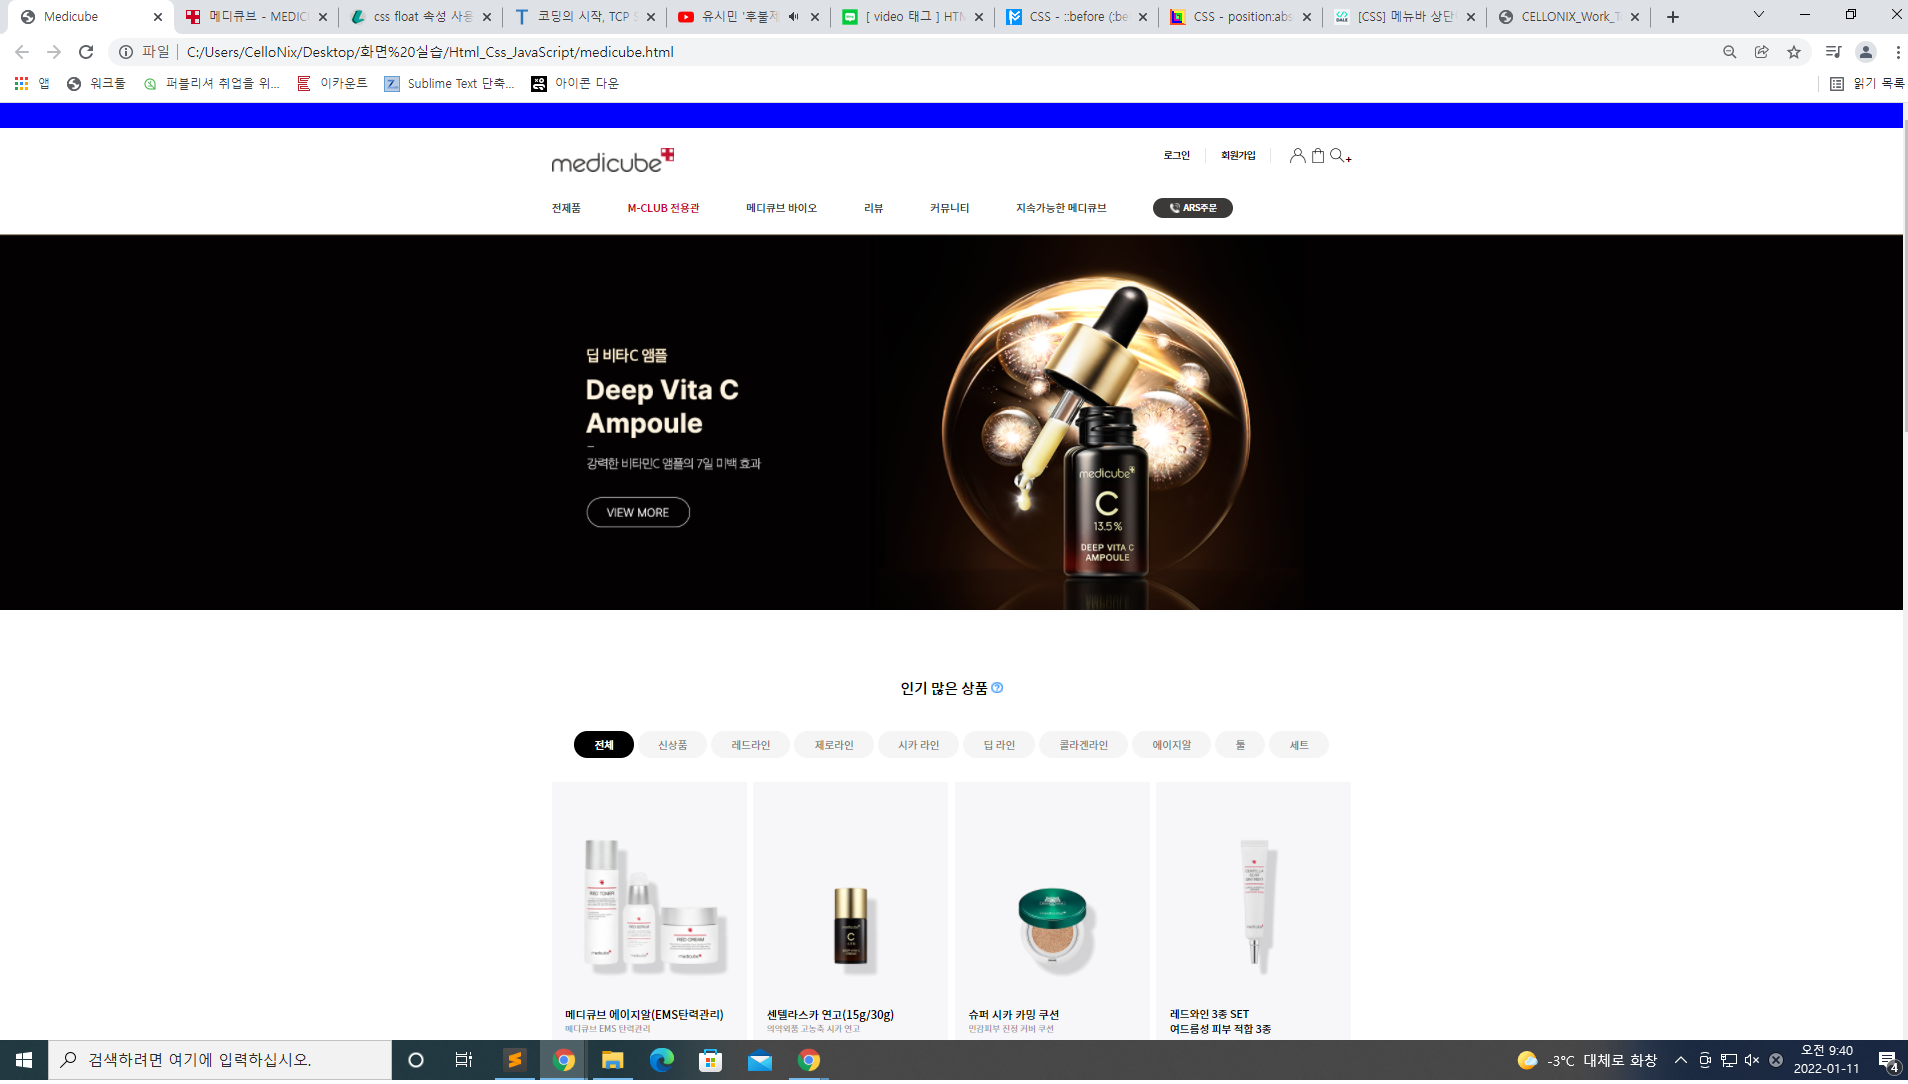 Medicube
메디큐브 - MEDIC
css float 속성 사용
코딩의 시작, TCP S
유시민 '후불제
[ video 태그 ] HTM
CSS - ::before (:be
CSS - position:abs
[CSS] 메뉴바 상단
CELLONIX_Work_T
파일
C:/Users/CelloNix/Desktop/화면%20실습/Html_Css_JavaScript/medicube.html
앱
워크툴
퍼블리셔 취업을 위...
이카운트
Sublime Text 단축...
아이콘 다운
읽기 목록
medicube
로그인
회원가입
전제품
M-CLUB 전용관
메디큐브 바이오
리뷰
커뮤니티
지속가능한 메디큐브
ARS주문
딥 비타C 앰플
Deep Vita C
Ampoule
강력한 비타민C 앰플의 7일 미백 효과
VIEW MORE
medicube
C
13.5%
DEEP VITA C
AMPOULE
인기 많은 상품
전체
신상품
레드라인
제로라인
시카 라인
딥 라인
콜라겐라인
에이지알
툴
세트
RED TONER
RED SERUM
RED CREAM
medicube
medicube
medicube
C
medicube
medicube
메디큐브 에이지알(EMS탄력관리)
메디큐브 EMS 탄력관리
센텔라스카 연고(15g/30g)
의약외품 고농축 시카 연고
슈퍼 시카 카밍 쿠션
민감피부 진정 커버 쿠션
레드와인 3종 SET
여드름성 피부 적합 3종
검색하려면 여기에 입력하십시오.
-3°C 대체로 화창
오전 9:40
2022-01-11
4